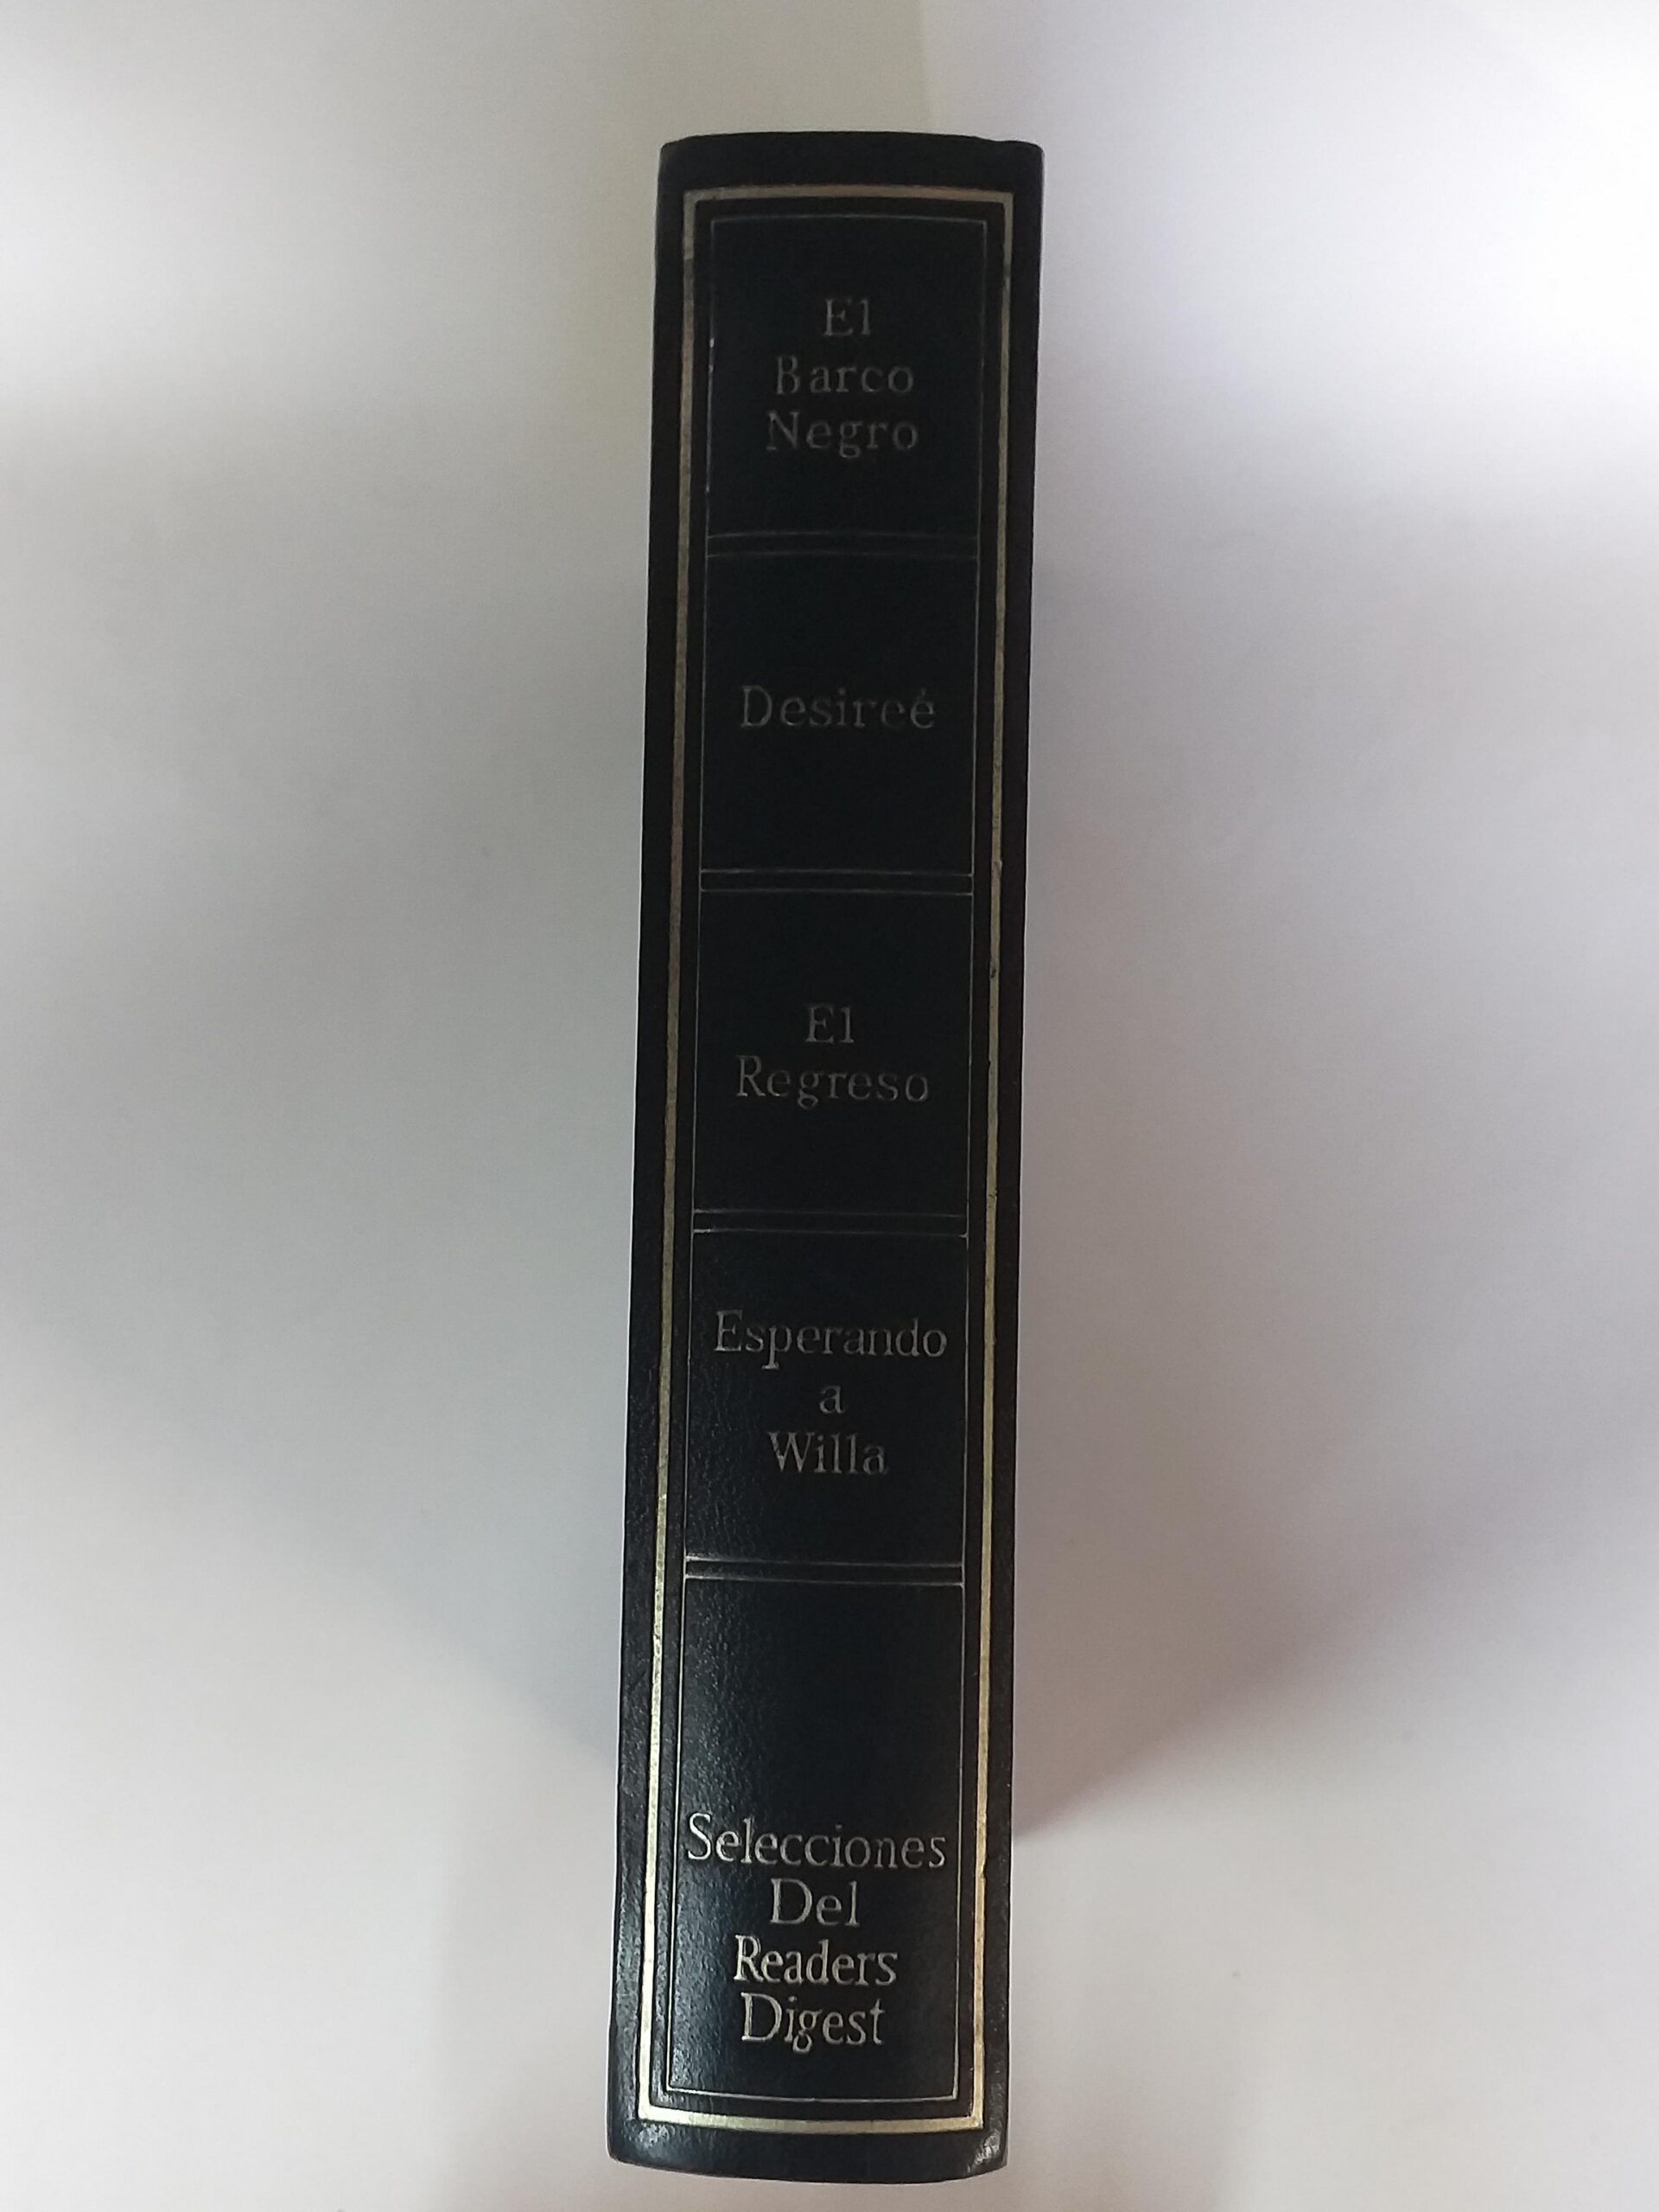 El
Barco
Negro
Desireé
El
Regreso
Esperando
a
Willa
Selecciones
Del
Readers
Digest